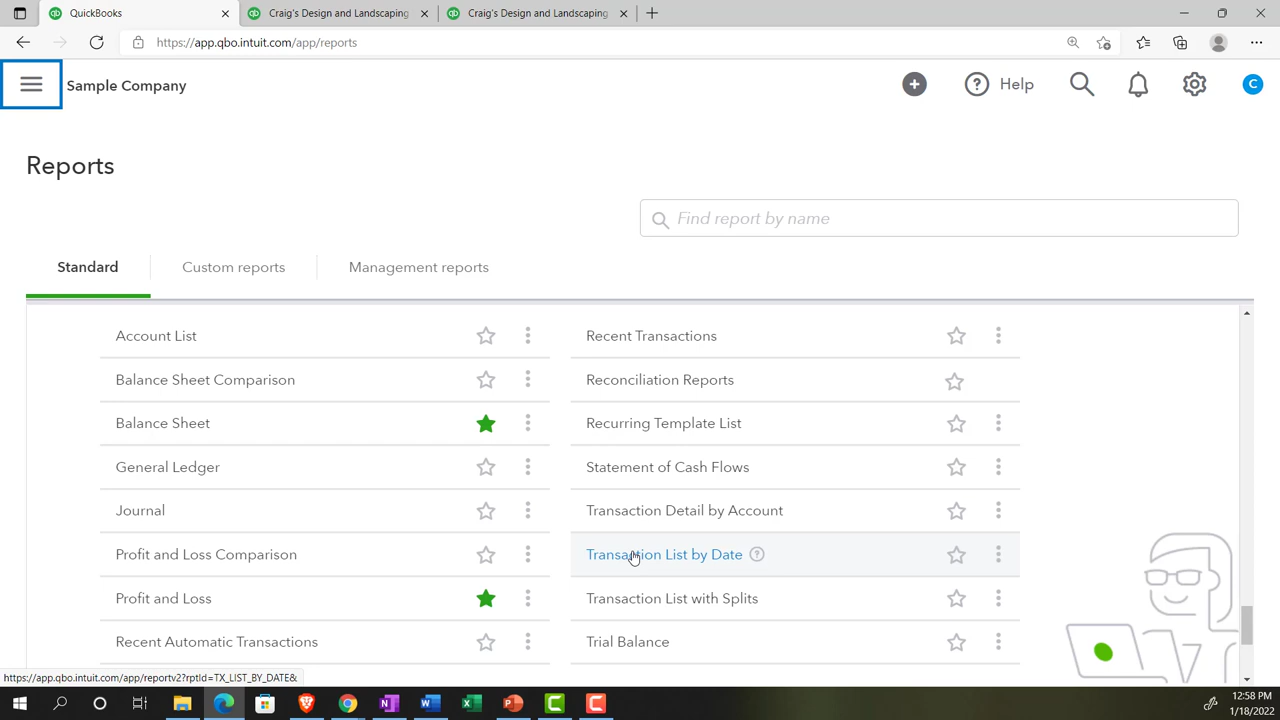 QuickBooks
Craig's Design and Landscaping
Craig's Design and Landscaping
https://app.qbo.intuit.com/app/reports
Sample Company
Help
C
Reports
Find report by name
Standard
Custom reports
Management reports
Account List
Recent Transactions
Balance Sheet Comparison
Reconciliation Reports
Balance Sheet
Recurring Template List
General Ledger
Statement of Cash Flows
Journal
Transaction Detail by Account
Profit and Loss Comparison
Transaction List by Date
Profit and Loss
Transaction List with Splits
Recent Automatic Transactions
Trial Balance
https://app.qbo.intuit.com/app/reportv2?rptId=TX_LIST_BY_DATE&
12:58 PM
1/18/2022